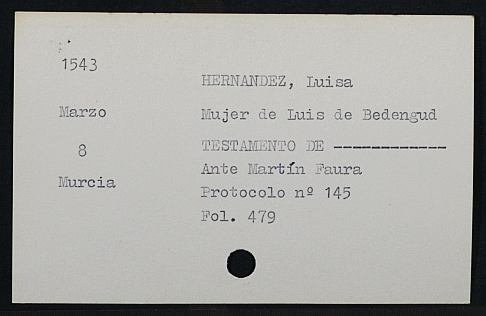 1543
HERNANDEZ, Luisa
Marzo
Mujer de Luis de Bedengud
8
TESTAMENTO DE ------------
Ante Martín Faura
Murcia
Protocolo nº 145
Fol. 479